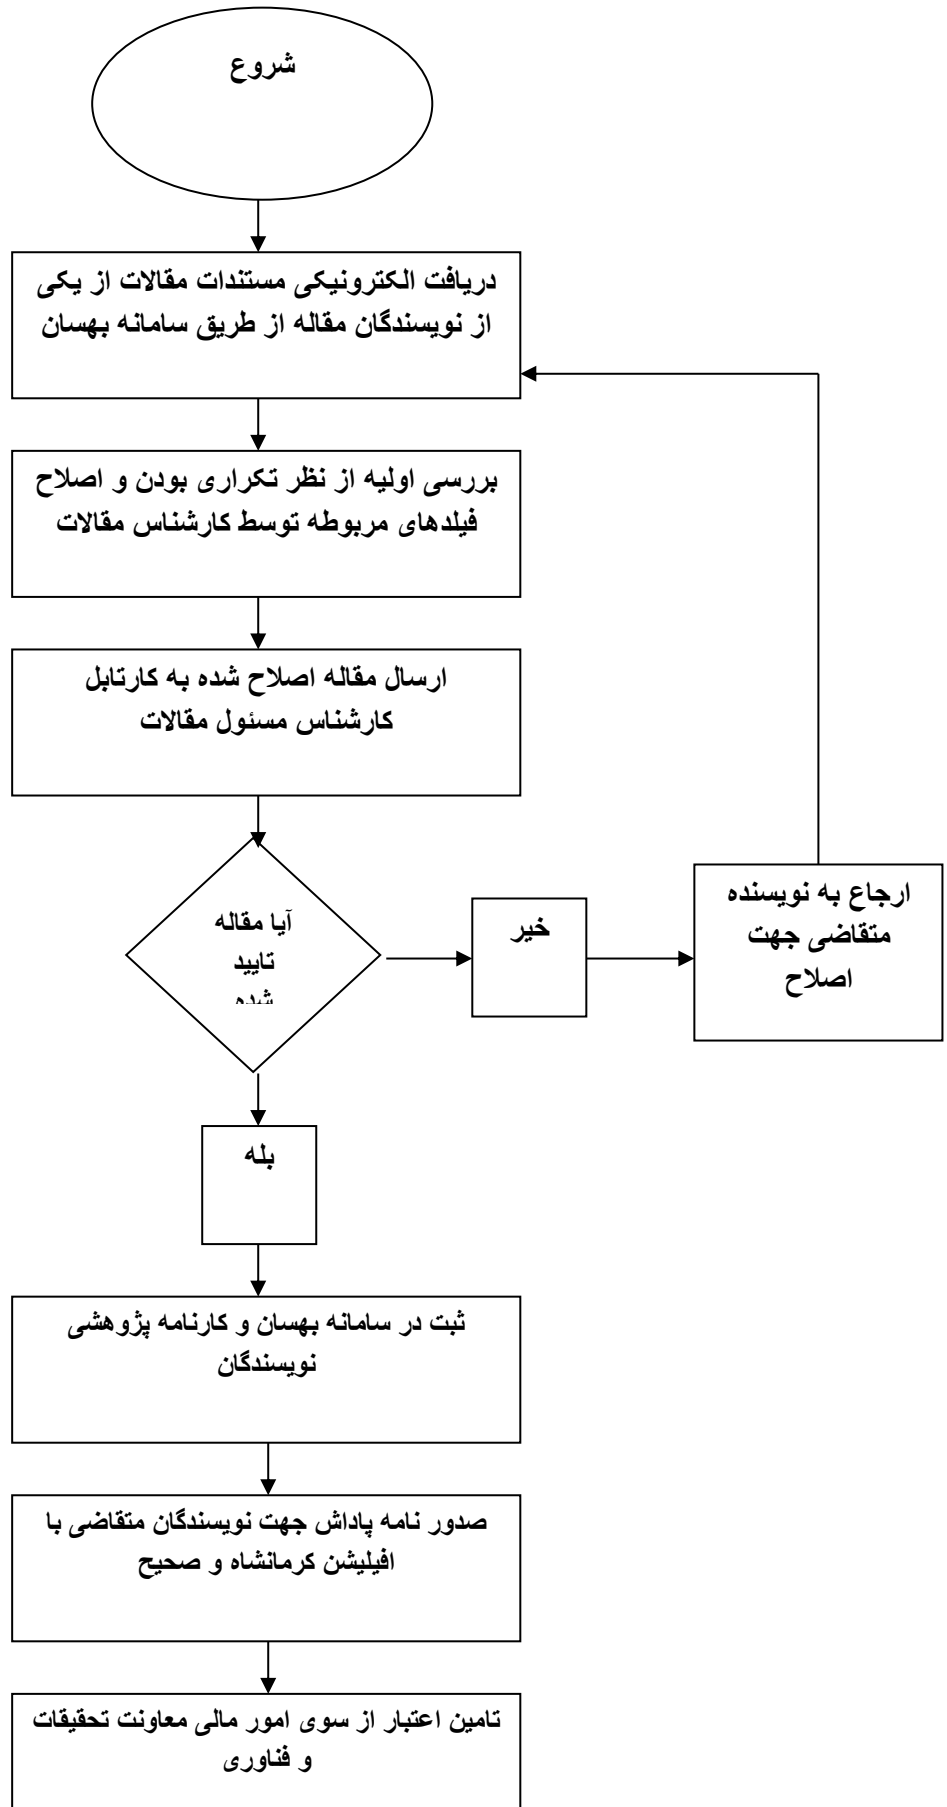 شروع
دریافت الکترونیکی مستندات مقالات از یکی
از نویسندگان مقاله از طریق سامانه بهسان
بررسی اولیه از نظر تکراری بودن و اصلاح
فیلدهای مربوطه توسط کارشناس مقالات
ارسال مقاله اصلاح شده به کارتابل
کارشناس مسئول مقالات
آیا مقاله
تایید
شده
خیر
ارجاع به نویسنده
متقاضی جهت
اصلاح
بله
ثبت در سامانه بهسان و کارنامه پژوهشی
نویسندگان
صدور نامه پاداش جهت نویسندگان متقاضی با
افیلیشن کرمانشاه و صحیح
تامین اعتبار از سوی امور مالی معاونت تحقیقات
و فناوری